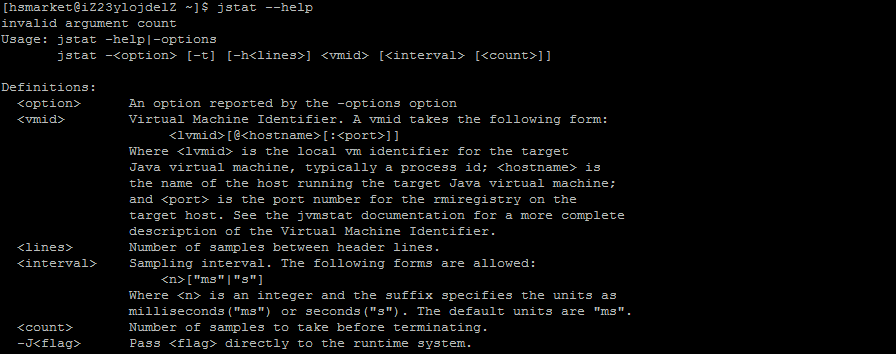 [hsmarket@iZ23ylojdelZ ~]$ jstat --help
invalid argument count
Usage: jstat -help|-options
       jstat -<option> [-t] [-h<lines>] <vmid> [<interval> [<count>]]

Definitions:
  <option>      An option reported by the -options option
  <vmid>        Virtual Machine Identifier. A vmid takes the following form:
                     <lvmid>[@<hostname>[:<port>]]
                Where <lvmid> is the local vm identifier for the target
                Java virtual machine, typically a process id; <hostname> is
                the name of the host running the target Java virtual machine;
                and <port> is the port number for the rmiregistry on the
                target host. See the jvmstat documentation for a more complete
                description of the Virtual Machine Identifier.
  <lines>       Number of samples between header lines.
  <interval>    Sampling interval. The following forms are allowed:
                    <n>["ms"|"s"]
                Where <n> is an integer and the suffix specifies the units as
                milliseconds("ms") or seconds("s"). The default units are "ms".
  <count>       Number of samples to take before terminating.
  -J<flag>      Pass <flag> directly to the runtime system.